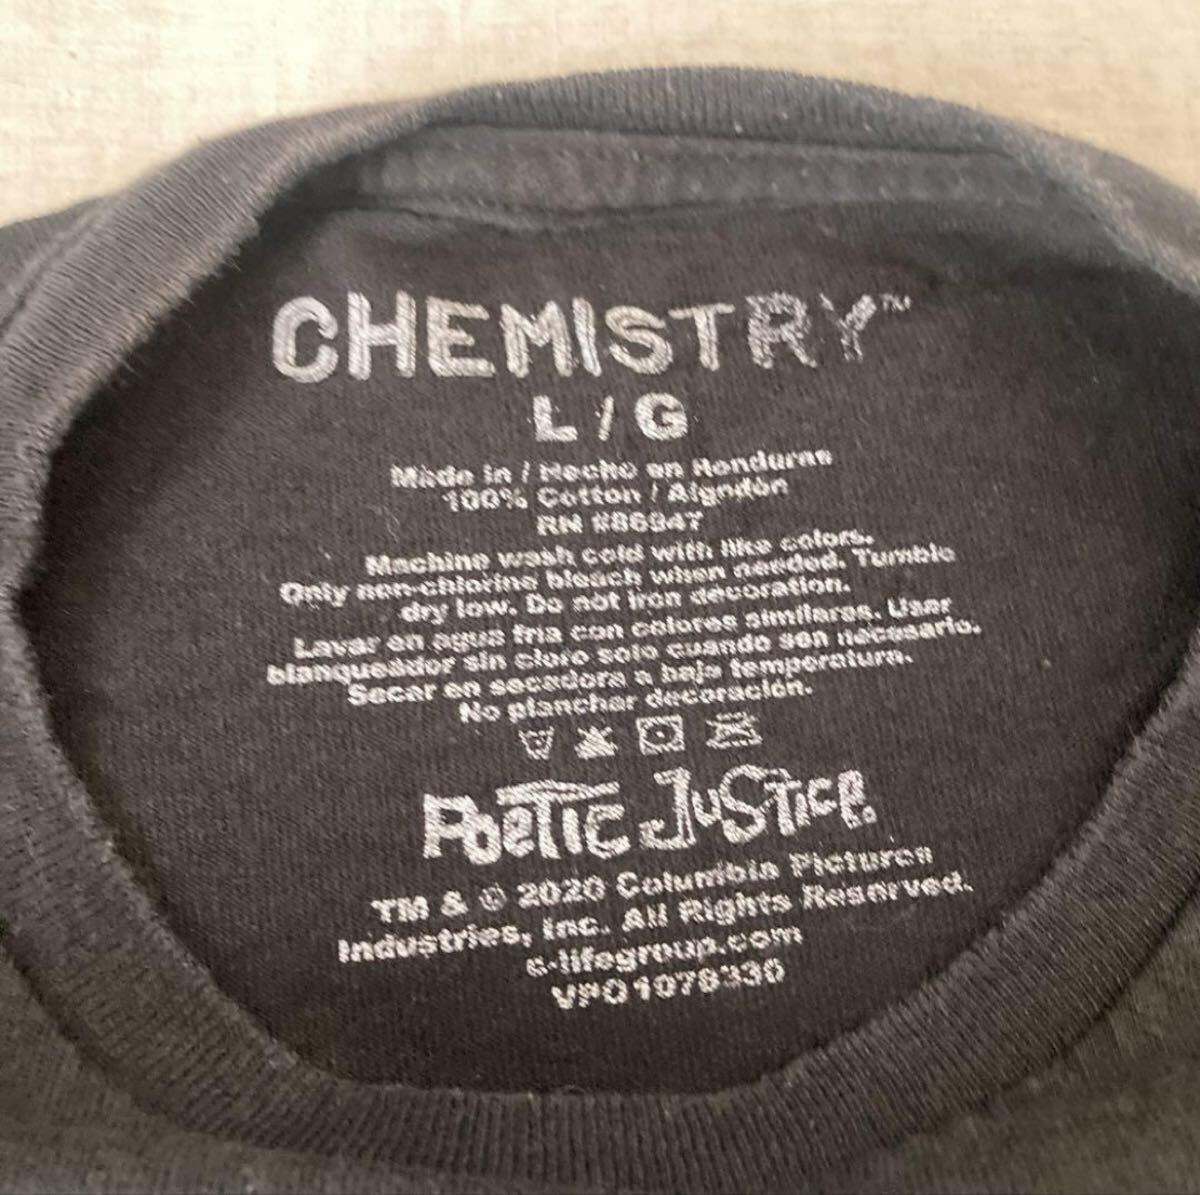 CHEMISTRY™
L / G
Made in / Hecho en Honduras
100% Cotton / Algodón
RN #86947
Machine wash cold with like colors.
Only non-chlorine bleach when needed. Tumble
dry low. Do not iron decoration.
Lavar en agua fria con colores similares. Usar
blanqueador sin cloro solo cuando sea necesario.
Secar en secadora a baja temperatura.
No planchar decoración.
POETIC JUSTICE.
TM & © 2020 Columbia Pictures
Industries, Inc. All Rights Reserved.
c-lifegroup.com
VPO1078330